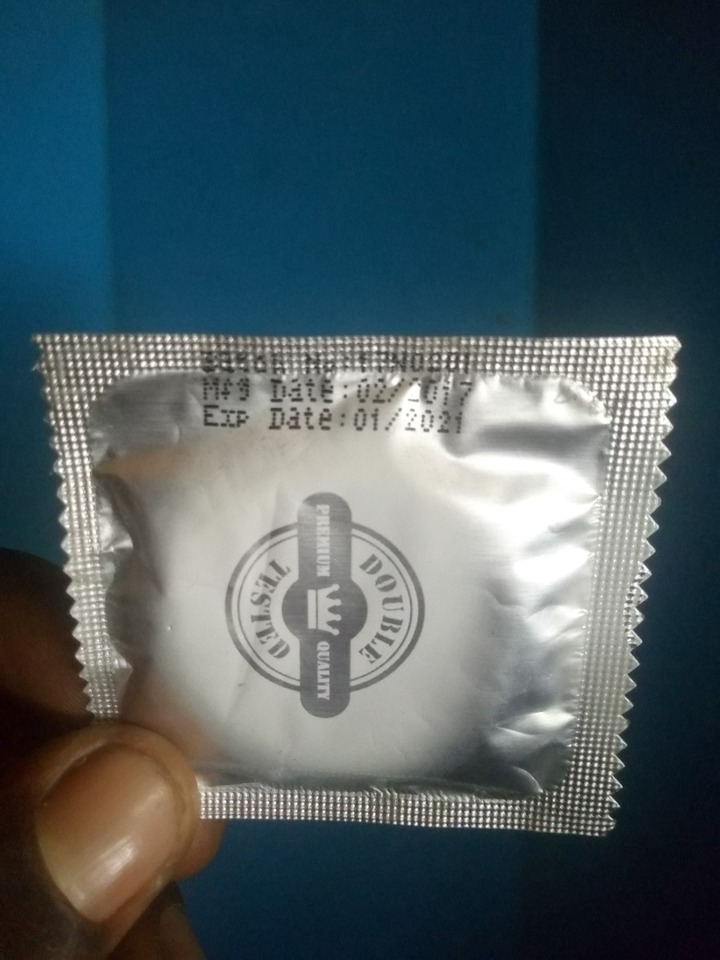 Batch No:
Mfg Date:02/2017
Exp Date:01/2021
DOUBLE
TESTED
PREMIUM QUALITY